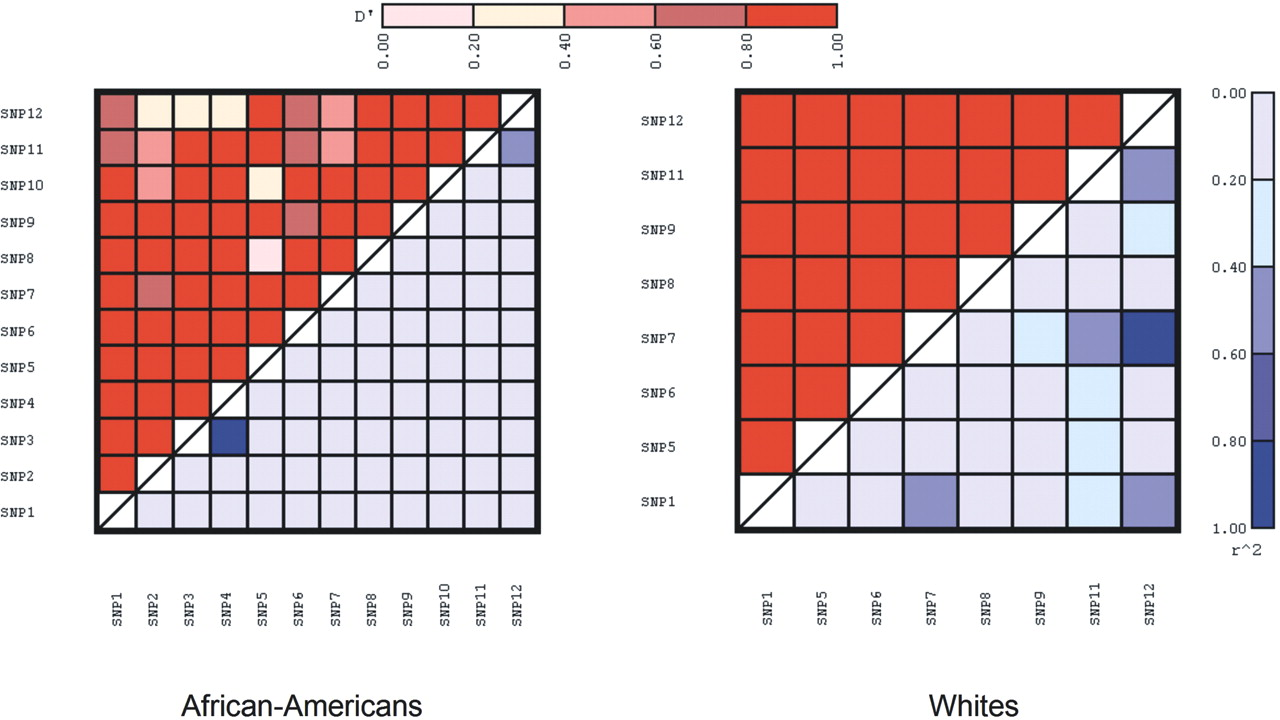 D'
0.00 0.20 0.40 0.60 0.80 1.00
SNP12
SNP11
SNP10
SNP9
SNP8
SNP7
SNP6
SNP5
SNP4
SNP3
SNP2
SNP1
SNP1 SNP2 SNP3 SNP4 SNP5 SNP6 SNP7 SNP8 SNP9 SNP10 SNP11 SNP12
African-Americans
SNP12
SNP11
SNP9
SNP8
SNP7
SNP6
SNP5
SNP1
SNP1 SNP5 SNP6 SNP7 SNP8 SNP9 SNP11 SNP12
Whites
0.00
0.20
0.40
0.60
0.80
1.00
r^2